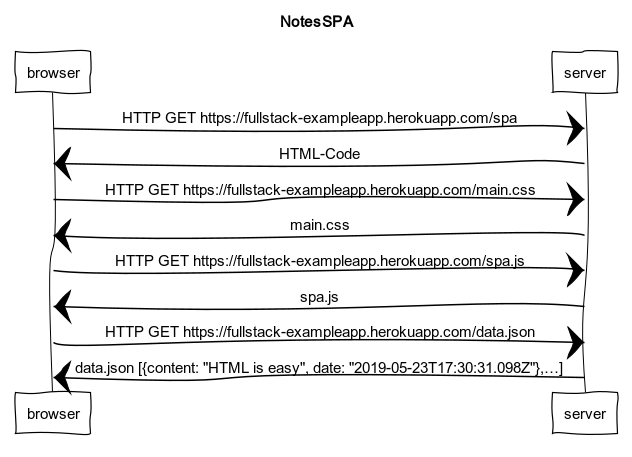 NotesSPA
browser server
HTTP GET https://fullstack-exampleapp.herokuapp.com/spa
HTML-Code
HTTP GET https://fullstack-exampleapp.herokuapp.com/main.css
main.css
HTTP GET https://fullstack-exampleapp.herokuapp.com/spa.js
spa.js
HTTP GET https://fullstack-exampleapp.herokuapp.com/data.json
data.json [{content: "HTML is easy", date: "2019-05-23T17:30:31.098Z"},...]
browser server